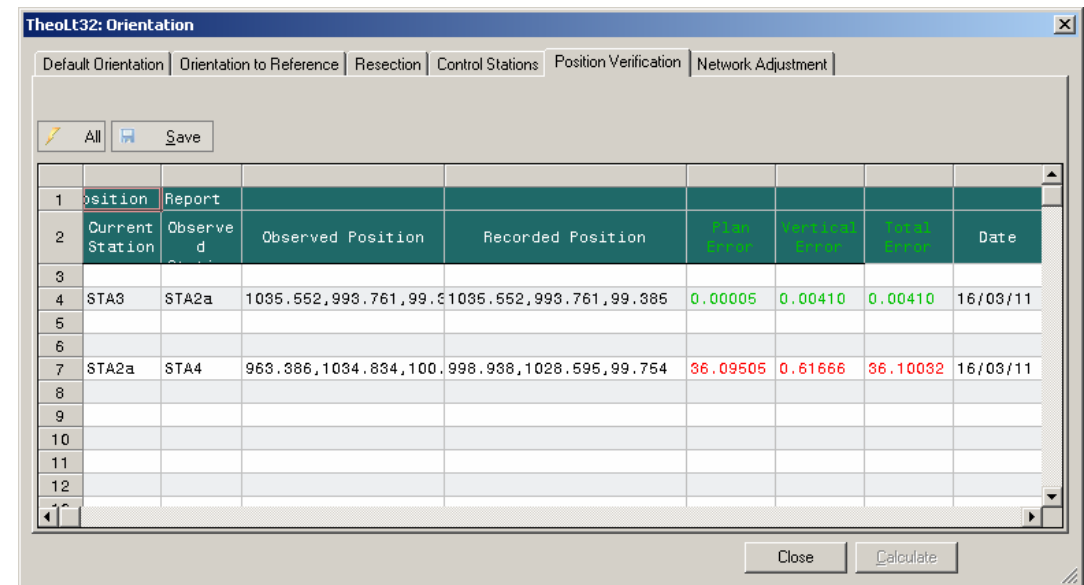 TheoLt32: Orientation
Default Orientation Orientation to Reference Resection Control Stations Position Verification Network Adjustment
All Save
1 osition Report
2 Current Station Observe d Observed Position Recorded Position Plan Error Vertical Error Total Error Date
3
4 STA3 STA2a 1035.552,993.761,99.3 1035.552,993.761,99.385 0.00005 0.00410 0.00410 16/03/11
5
6
7 STA2a STA4 963.386,1034.834,100. 998.938,1028.595,99.754 36.09505 0.61666 36.10032 16/03/11
8
9
10
11
12
Close Calculate